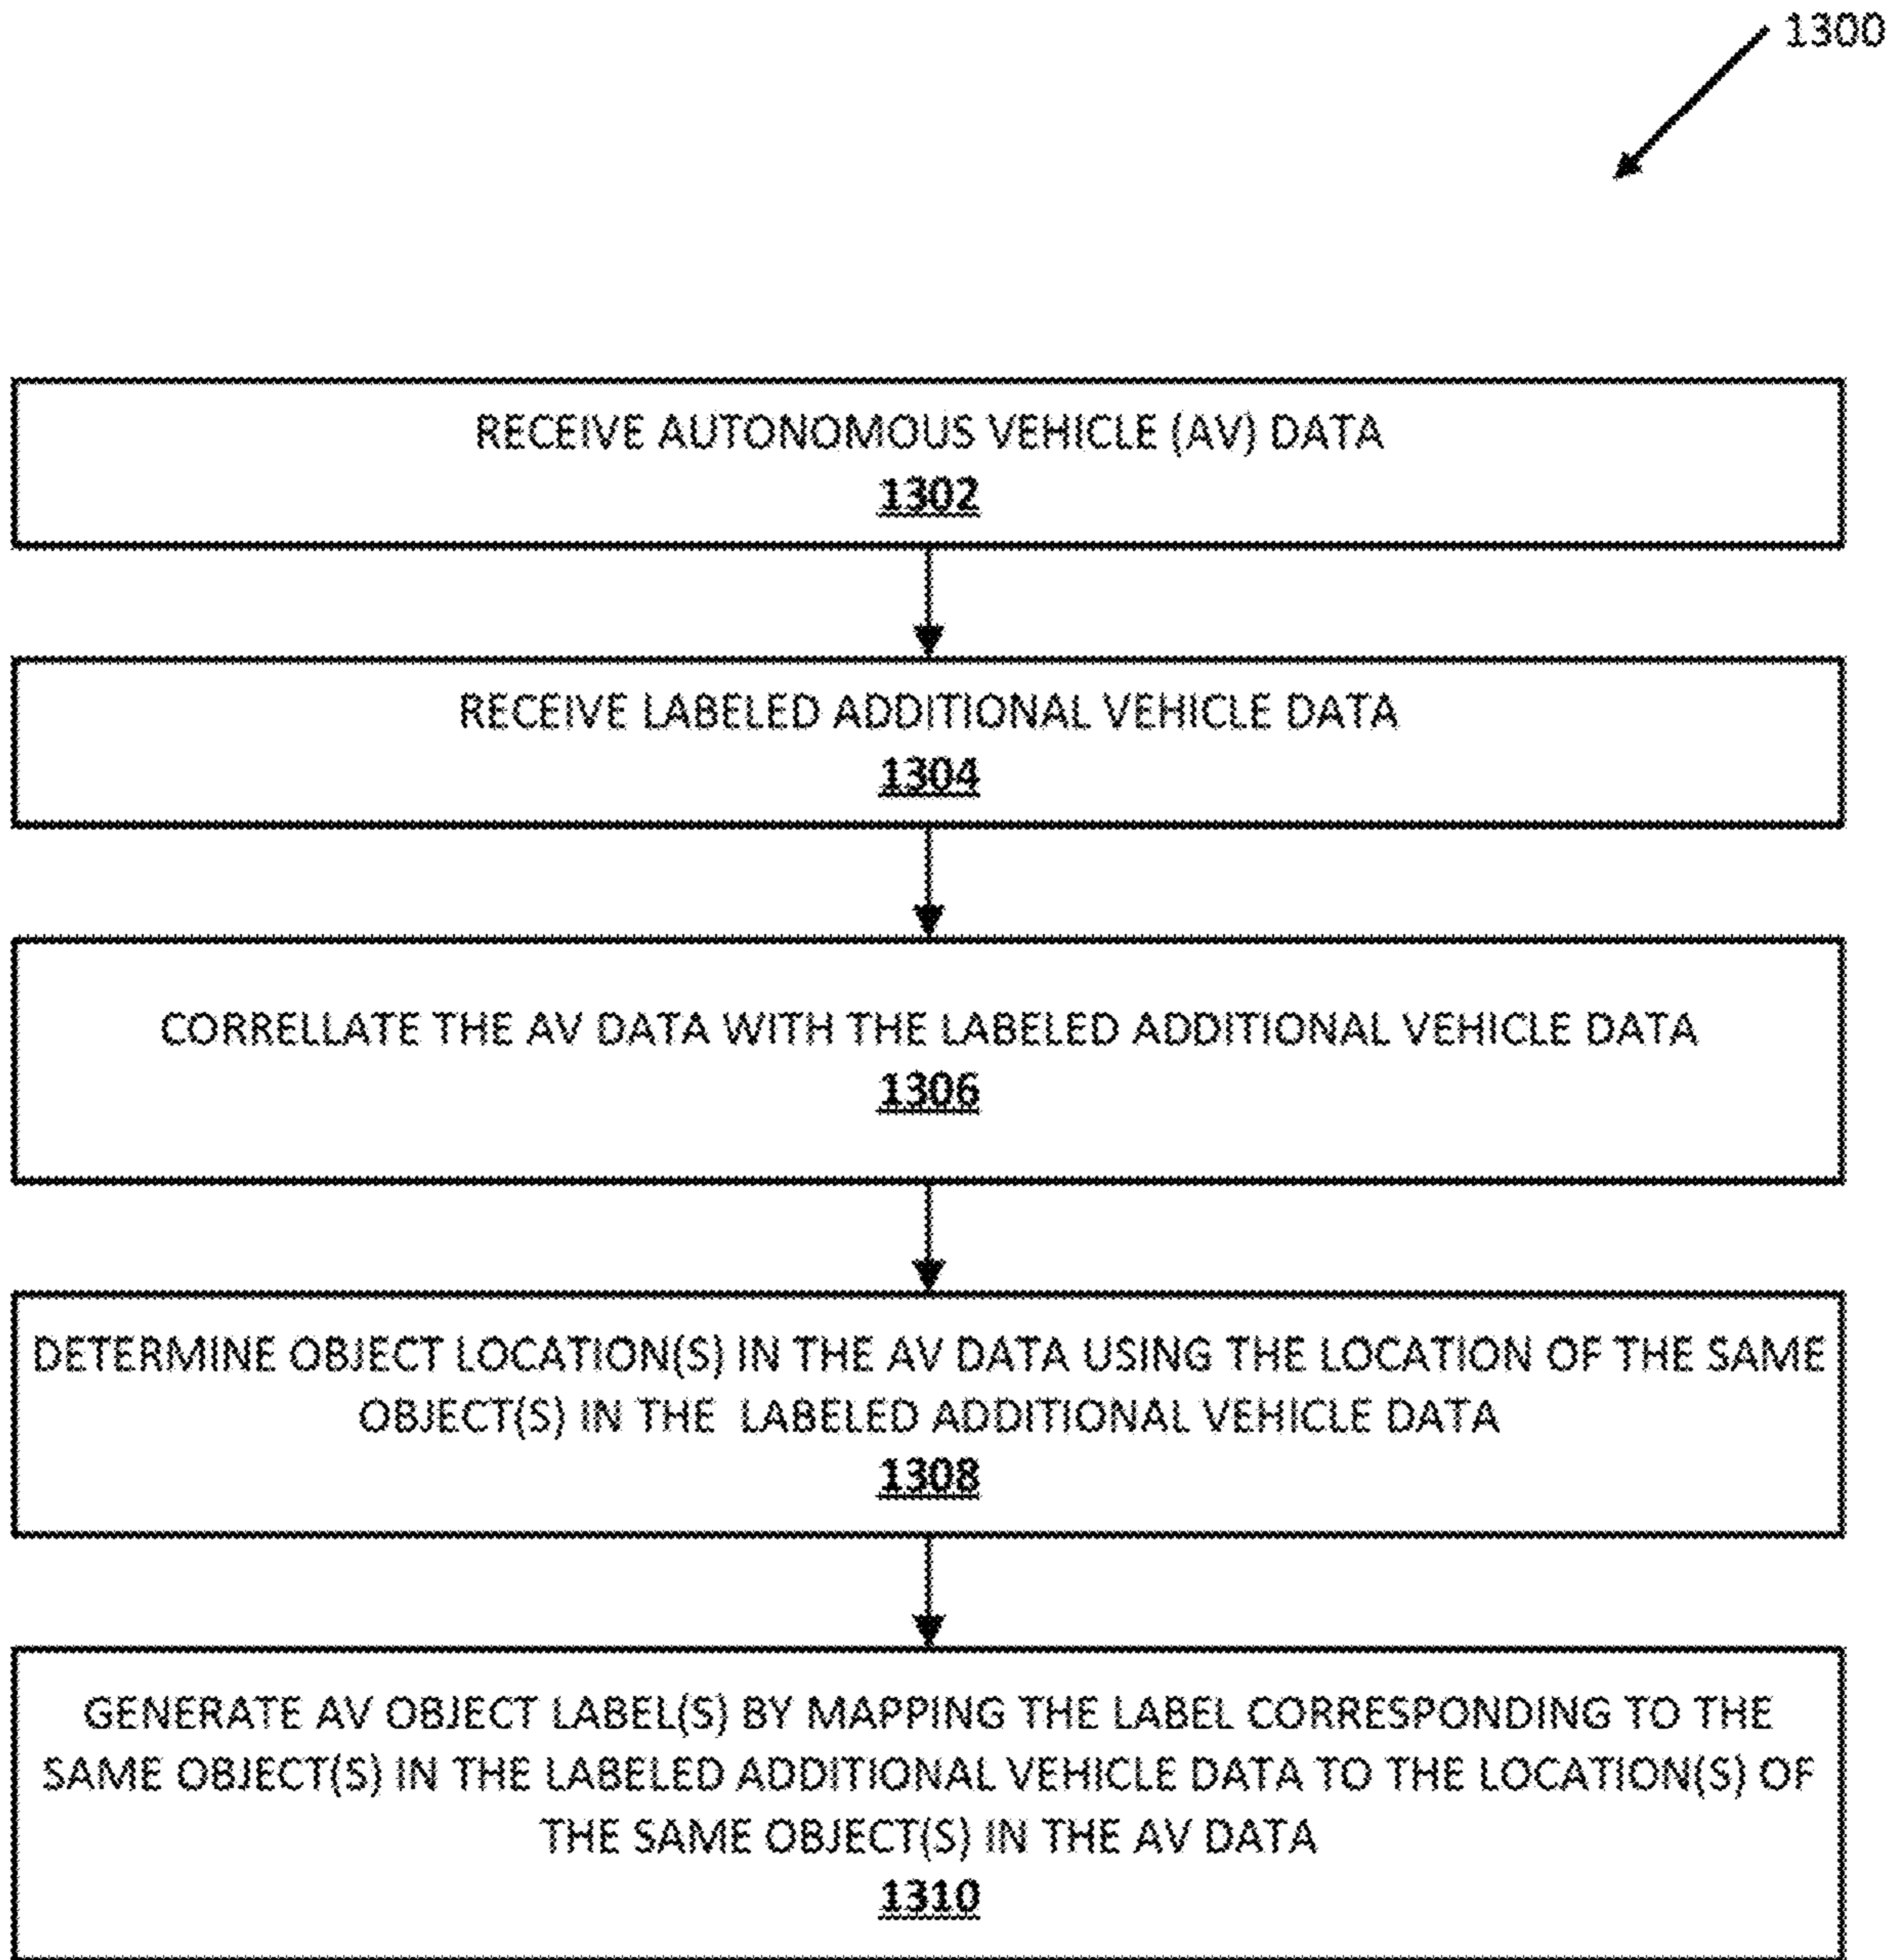 1300
RECEIVE AUTONOMOUS VEHICLE (AV) DATA
1302
RECEIVE LABELED ADDITIONAL VEHICLE DATA
1304
CORRELLATE THE AV DATA WITH THE LABELED ADDITIONAL VEHICLE DATA
1306
DETERMINE OBJECT LOCATION(S) IN THE AV DATA USING THE LOCATION OF THE SAME
OBJECT(S) IN THE LABELED ADDITIONAL VEHICLE DATA
1308
GENERATE AV OBJECT LABEL(S) BY MAPPING THE LABEL CORRESPONDING TO THE
SAME OBJECT(S) IN THE LABELED ADDITIONAL VEHICLE DATA TO THE LOCATION(S) OF
THE SAME OBJECT(S) IN THE AV DATA
1310